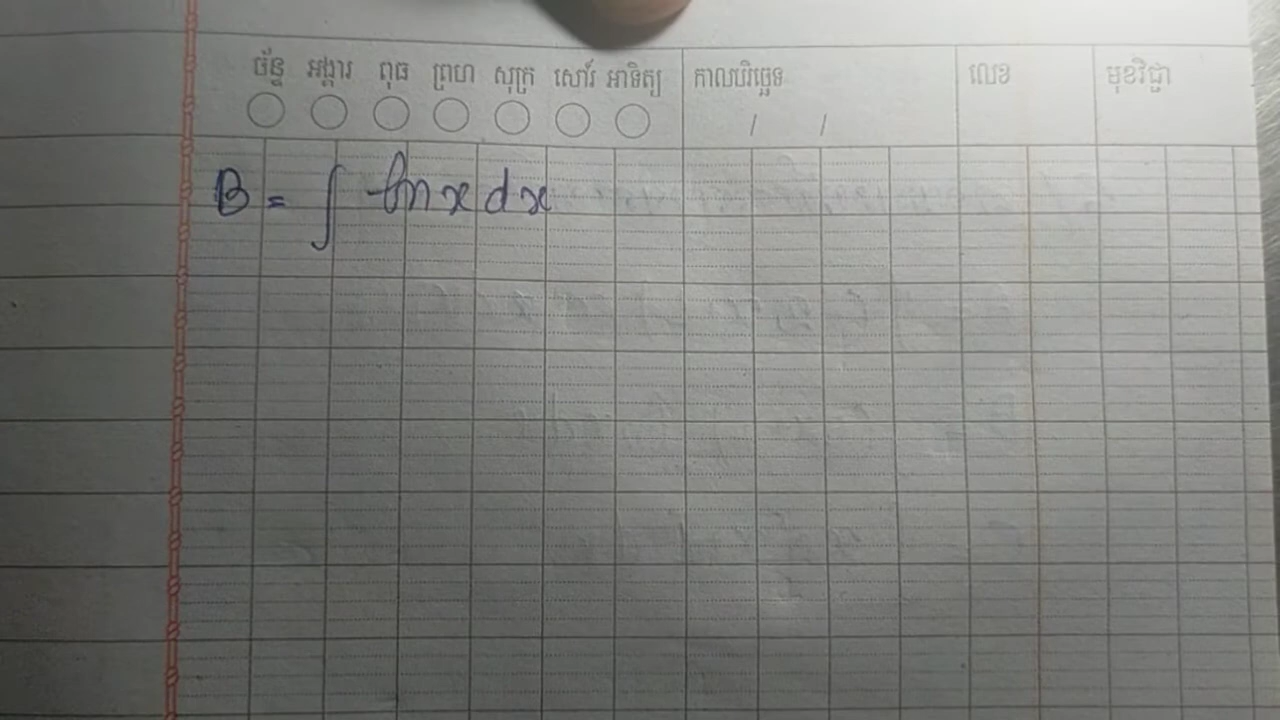 ច័ន្ទ អង្គារ ពុធ ព្រហ សុក្រ សៅរ៍ អាទិត្យ កាលបរិច្ឆេទ លេខ មុខវិជ្ជា
/ /
B = ∫ ln x dx